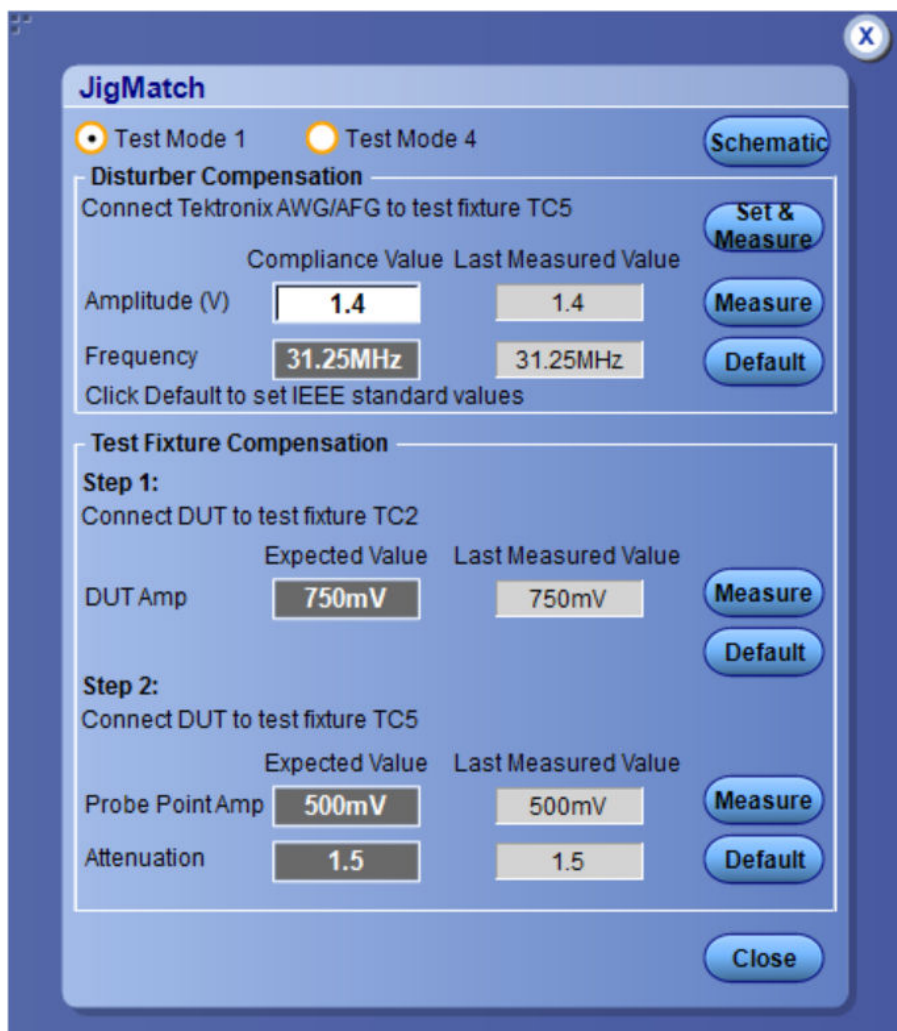 X
JigMatch
Test Mode 1 Test Mode 4 Schematic
Disturber Compensation
Connect Tektronix AWG/AFG to test fixture TC5
Set &
Measure
Compliance Value Last Measured Value
Amplitude (V) 1.4 1.4 Measure
Frequency 31.25MHz 31.25MHz Default
Click Default to set IEEE standard values
Test Fixture Compensation
Step 1:
Connect DUT to test fixture TC2
Expected Value Last Measured Value
DUT Amp 750mV 750mV Measure
Default
Step 2:
Connect DUT to test fixture TC5
Expected Value Last Measured Value
Probe Point Amp 500mV 500mV Measure
Attenuation 1.5 1.5 Default
Close